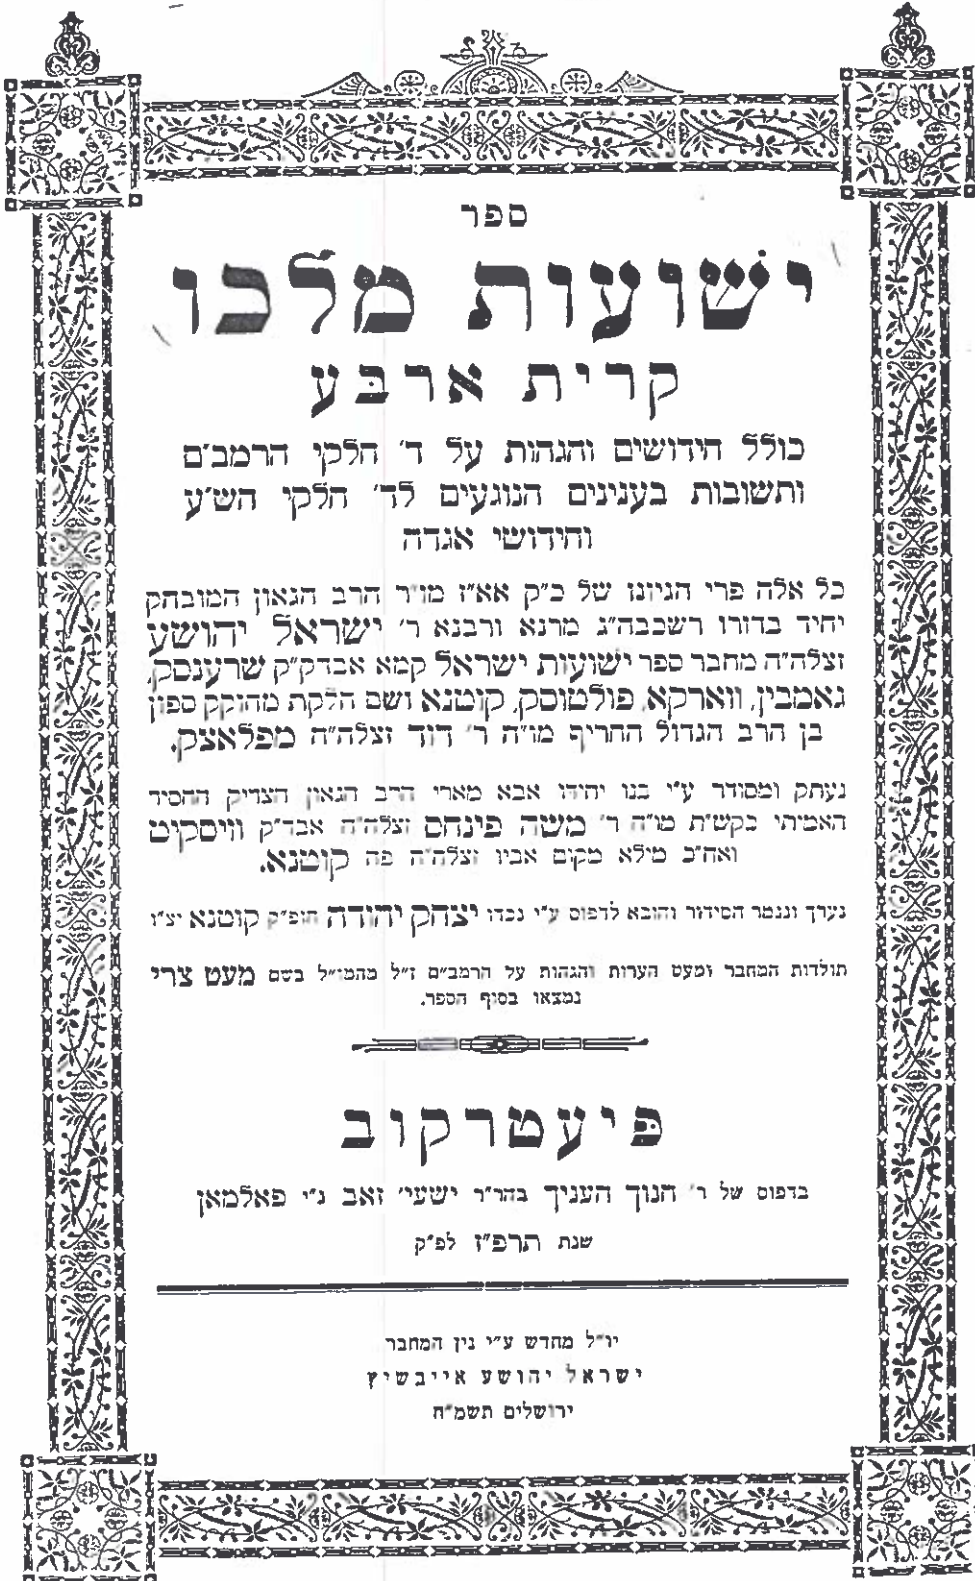 ספר
ישועות מלכו
קרית ארבע
כולל חידושים והגהות על ד׳ חלקי הרמב״ם
ותשובות בענינים הנוגעים לד׳ חלקי הש״ע
וחידושי אגדה
כל אלה פרי הגיונו של כ״ק אא״ז מו״ר הרב הגאון המובהק
יחיד בדורו רשכבה״ג מרנא ורבנא ר׳ ישראל יהושע
זצלה״ה מחבר ספר ישועות ישראל קמא אבדק״ק שרענסק,
גאמבין, ווארקא, פולטוסק, קוטנא ושם חלקת מחוקק ספון
בן הרב הגדול החריף מו״ה ר׳ דוד זצלה״ה מפלאצק.
נעתק ומסודר ע״י בנו יחידו אבא מארי הרב הגאון הצדיק החסיד
האמיתי בקש״ת מו״ה ר׳ משה פינחס זצלה״ה אבד״ק וויסקיט
ואח״כ מילא מקום אביו זצלה״ה פה קוטנא.
נערך ונגמר הסידור והובא לדפוס ע״י נכדו יצחק יהודה חופ״ק קוטנא יצ״ו
תולדות המחבר ומעט הערות והגהות על הרמב״ם ז״ל מהמו״ל בשם מעט צרי
נמצאו בסוף הספר.
פיעטרקוב
בדפוס של ר׳ חנוך העניך בהר״ר ישעי׳ זאב נ״י פאלמאן
שנת תרפ״ז לפ״ק
יו״ל מחדש ע״י נין המחבר
ישראל יהושע אייבשיץ
ירושלים תשמ״ח